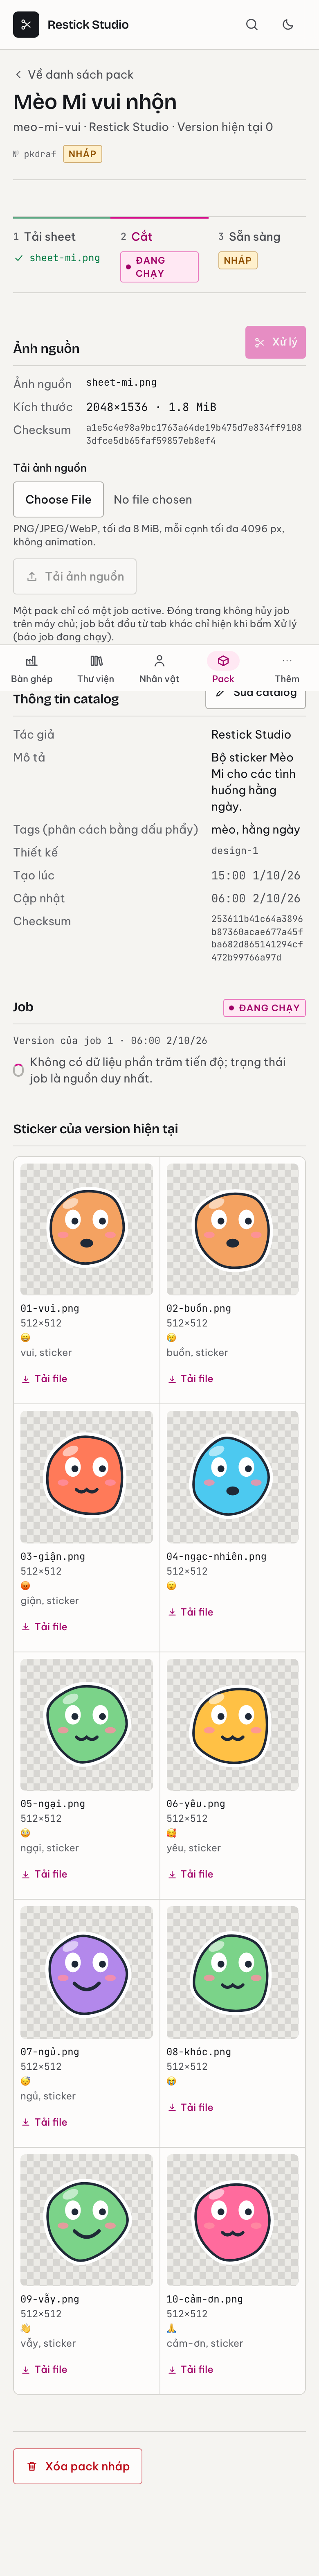 Restick Studio
Về danh sách pack
Mèo Mi vui nhộn
meo-mi-vui · Restick Studio · Version hiện tại 0
№ pkdraf NHÁP
1 Tải sheet
sheet-mi.png
2 Cắt
ĐANG
CHẠY
3 Sẵn sàng
NHÁP
Ảnh nguồn
Xử lý
Ảnh nguồn sheet-mi.png
Kích thước 2048×1536 · 1.8 MiB
Checksum a1e5c4e98a9bc1763a64de19b475d7e834ff9108
3dfce5db65faf59857eb8ef4
Tải ảnh nguồn
Choose File No file chosen
PNG/JPEG/WebP, tối đa 8 MiB, mỗi cạnh tối đa 4096 px,
không animation.
Tải ảnh nguồn
Một pack chỉ có một job active. Đóng trang không hủy job
trên máy chủ; job bắt đầu từ tab khác chỉ hiện khi bấm Xử lý
(báo job đang chạy).
Bàn ghép
Thư viện
Nhân vật
Pack
Thêm
Thông tin catalog
Sửa catalog
Tác giả Restick Studio
Mô tả Bộ sticker Mèo
Mi cho các tình
huống hằng
ngày.
Tags (phân cách bằng dấu phẩy) mèo, hằng ngày
Thiết kế design-1
Tạo lúc 15:00 1/10/26
Cập nhật 06:00 2/10/26
Checksum 253611b41c64a3896
b87360acae677a45f
ba682d865141294cf
472b99766a97d
Job
ĐANG CHẠY
Version của job 1 · 06:00 2/10/26
Không có dữ liệu phần trăm tiến độ; trạng thái
job là nguồn duy nhất.
Sticker của version hiện tại
01-vui.png
512×512
😄
vui, sticker
Tải file
02-buồn.png
512×512
😢
buồn, sticker
Tải file
03-giận.png
512×512
😡
giận, sticker
Tải file
04-ngạc-nhiên.png
512×512
😮
Tải file
05-ngại.png
512×512
😳
ngại, sticker
Tải file
06-yêu.png
512×512
🥰
yêu, sticker
Tải file
07-ngủ.png
512×512
😴
ngủ, sticker
Tải file
08-khóc.png
512×512
😭
Tải file
09-vẫy.png
512×512
👋
vẫy, sticker
Tải file
10-cảm-ơn.png
512×512
🙏
cảm-ơn, sticker
Tải file
Xóa pack nháp